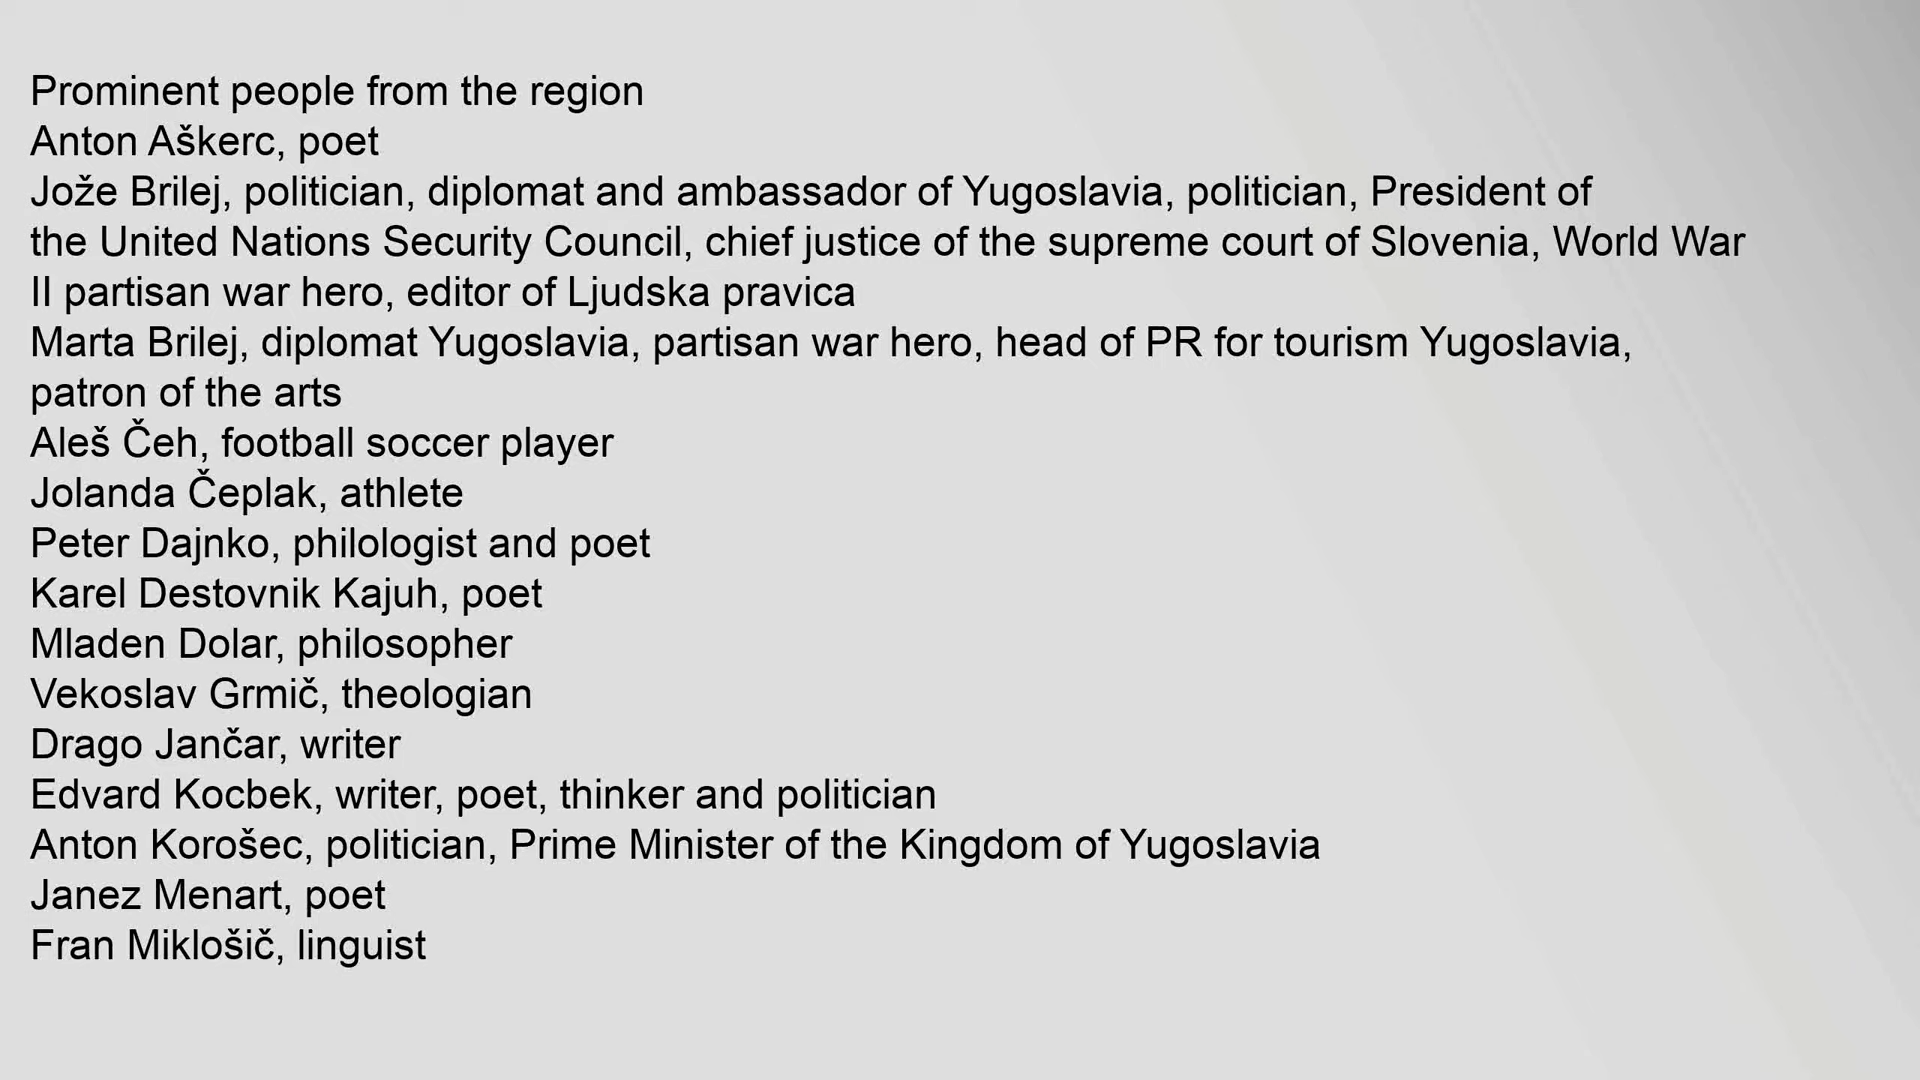 Prominent people from the region
Anton Aškerc, poet
Jože Brilej, politician, diplomat and ambassador of Yugoslavia, politician, President of
the United Nations Security Council, chief justice of the supreme court of Slovenia, World War
II partisan war hero, editor of Ljudska pravica
Marta Brilej, diplomat Yugoslavia, partisan war hero, head of PR for tourism Yugoslavia,
patron of the arts
Aleš Čeh, football soccer player
Jolanda Čeplak, athlete
Peter Dajnko, philologist and poet
Karel Destovnik Kajuh, poet
Mladen Dolar, philosopher
Vekoslav Grmič, theologian
Drago Jančar, writer
Edvard Kocbek, writer, poet, thinker and politician
Anton Korošec, politician, Prime Minister of the Kingdom of Yugoslavia
Janez Menart, poet
Fran Miklošič, linguist